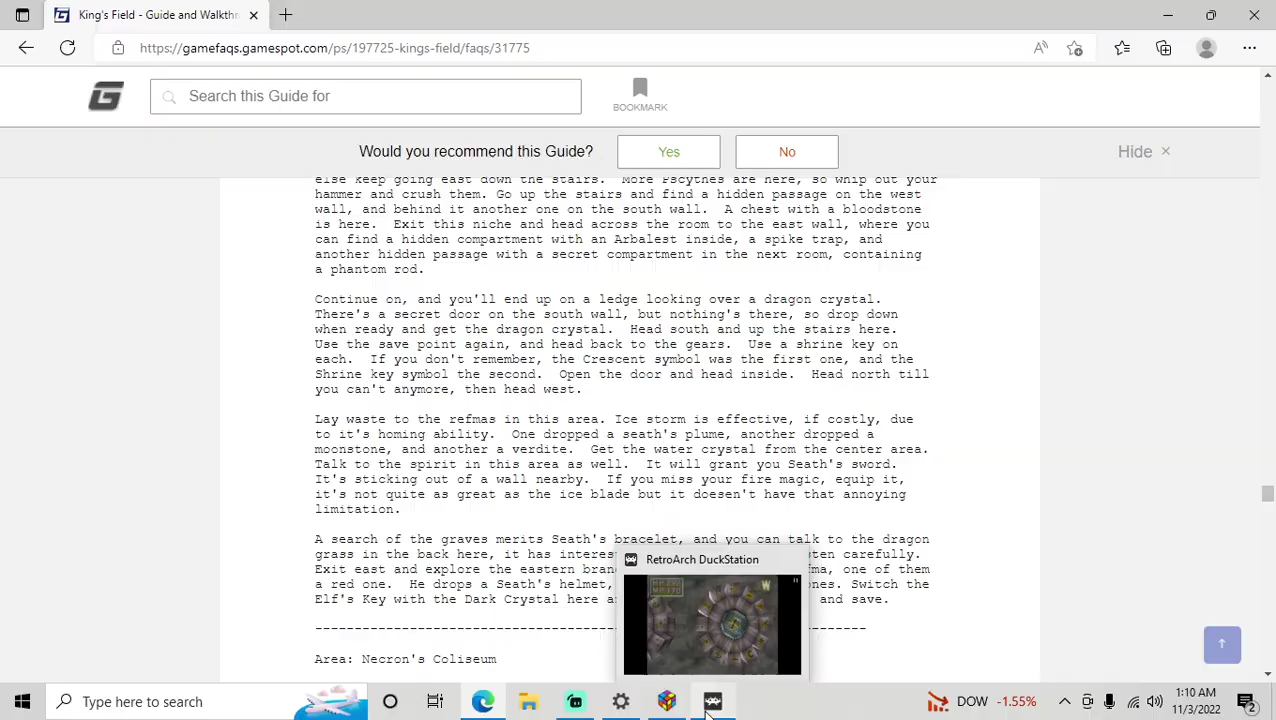 King's Field - Guide and Walkthr
https://gamefaqs.gamespot.com/ps/197725-kings-field/faqs/31775
Search this Guide for
BOOKMARK
Would you recommend this Guide?
Yes
No
Hide ×
else keep going east down the stairs.  More Pscythes are here, so whip out your
hammer and crush them. Go up the stairs and find a hidden passage on the west
wall, and behind it another one on the south wall.  A chest with a bloodstone
is here.  Exit this niche and head across the room to the east wall, where you
can find a hidden compartment with an Arbalest inside, a spike trap, and
another hidden passage with a secret compartment in the next room, containing
a phantom rod.
Continue on, and you'll end up on a ledge looking over a dragon crystal.
There's a secret door on the south wall, but nothing's there, so drop down
when ready and get the dragon crystal.  Head south and up the stairs here.
Use the save point again, and head back to the gears.  Use a shrine key on
each.  If you don't remember, the Crescent symbol was the first one, and the
Shrine key symbol the second.  Open the door and head inside.  Head north till
you can't anymore, then head west.
Lay waste to the refmas in this area. Ice storm is effective, if costly, due
to it's homing ability.  One dropped a seath's plume, another dropped a
moonstone, and another a verdite.  Get the water crystal from the center area.
Talk to the spirit in this area as well.  It will grant you Seath's sword.
It's sticking out of a wall nearby.  If you miss your fire magic, equip it,
it's not quite as great as the ice blade but it doesen't have that annoying
limitation.
A search of the graves merits Seath's bracelet, and you can talk to the dragon
grass in the back here, it has interes ten carefully.
Exit east and explore the eastern bran fma, one of them
a red one.  He drops a Seath's helmet, ones. Switch the
Elf's Key with the Dark Crystal here a and save.
Area: Necron's Coliseum
RetroArch DuckStation
W
Type here to search
DOW -1.55%
1:10 AM
11/3/2022
2